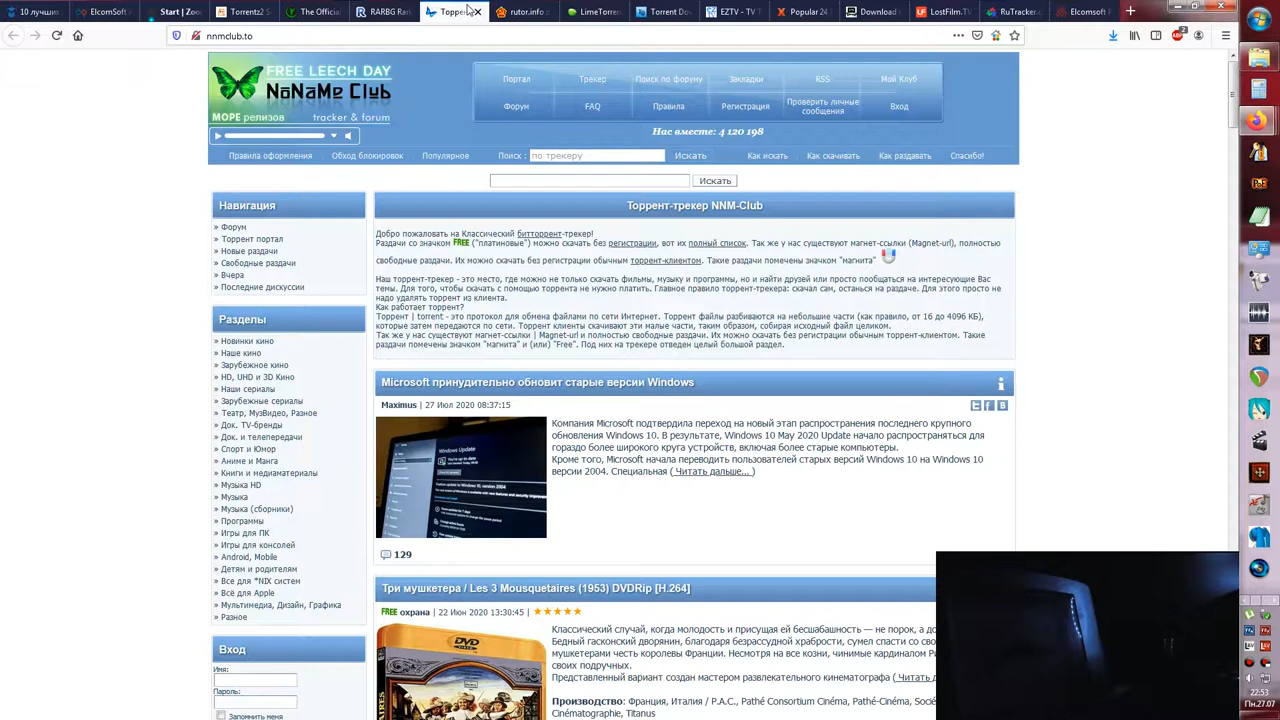 10 лучших
ElcomSoft
Start | Zoo
Torrentz2 S
The Official
RARBG Rar
Торрент
rutor.info
LimeTorren
Torrent Dow
EZTV - TV T
Popular 24
Download
LostFilm.TV
RuTracker.
Elcomsoft P
nnmclub.to
FREE LEECH DAY
NoNaMe Club
МОРЕ релизов tracker & forum
Портал Трекер Поиск по форуму Закладки RSS Мой Клуб
Форум FAQ Правила Регистрация Проверить личные сообщения Вход
Нас вместе: 4 120 198
Правила оформления Обход блокировок Популярное Поиск : по трекеру Искать Как искать Как скачивать Как раздавать Спасибо!
Искать
Навигация
» Форум
» Торрент портал
» Новые раздачи
» Свободные раздачи
» Вчера
» Последние дискуссии
Разделы
» Новинки кино
» Наше кино
» Зарубежное кино
» HD, UHD и 3D Кино
» Наши сериалы
» Зарубежные сериалы
» Театр, МузВидео, Разное
» Док. TV-бренды
» Док. и телепередачи
» Спорт и Юмор
» Аниме и Манга
» Книги и медиаматериалы
» Музыка HD
» Музыка
» Музыка (сборники)
» Программы
» Игры для ПК
» Игры для консолей
» Android, Mobile
» Детям и родителям
» Все для *NIX систем
» Всё для Apple
» Мультимедиа, Дизайн, Графика
» Разное
Вход
Имя:
Пароль:
Запомнить меня
Торрент-трекер NNM-Club
Добро пожаловать на Классический битторрент-трекер!
Раздачи со значком FREE ("платиновые") можно скачать без регистрации, вот их полный список. Так же у нас существуют магнет-ссылки (Magnet-url), полностью
свободные раздачи. Их можно скачать без регистрации обычным торрент-клиентом. Такие раздачи помечены значком "магнита"
Наш торрент-трекер - это место, где можно не только скачать фильмы, музыку и программы, но и найти друзей или просто пообщаться на интересующие Вас
темы. Для того, чтобы скачать с помощью торрента не нужно платить. Главное правило торрент-трекера: скачал сам, останься на раздаче. Для этого просто не
надо удалять торрент из клиента.
Как работает торрент?
Торрент | torrent - это протокол для обмена файлами по сети Интернет. Торрент файлы разбиваются на небольшие части (как правило, от 16 до 4096 КБ),
которые затем передаются по сети. Торрент клиенты скачивают эти малые части, таким образом, собирая исходный файл целиком.
Так же у нас существуют магнет-ссылки | Magnet-url и полностью свободные раздачи. Их можно скачать без регистрации обычным торрент-клиентом. Такие
раздачи помечены значком "магнита" и (или) "Free". Под них на трекере отведен целый большой раздел.
Microsoft принудительно обновит старые версии Windows
Maximus | 27 Июл 2020 08:37:15
Компания Microsoft подтвердила переход на новый этап распространения последнего крупного
обновления Windows 10. В результате, Windows 10 May 2020 Update начало распространяться для
гораздо более широкого круга устройств, включая более старые компьютеры.
Кроме того, Microsoft начала переводить пользователей старых версий Windows 10 на Windows 10
версии 2004. Специальная ( Читать дальше... )
Windows Update
129
Три мушкетера / Les 3 Mousquetaires (1953) DVDRip [H.264]
FREE охрана | 22 Июн 2020 13:30:45 |
DVD
Классический случай, когда молодость и присущая ей бесшабашность — не порок, а до
Бедный гасконский дворянин, благодаря безрассудной храбрости, сумел спасти со сво
мушкетерами честь королевы Франции. Несмотря на все козни, чинимые кардиналом Ри
своих подручных.
Представленный вариант создан мастером развлекательного кинематографа ( Читать д
Производство: Франция, Италия / P.A.C., Pathé Consortium Cinéma, Pathé-Cinéma, Socié
Cinématographie, Titanus
22:53
Пн.27.07